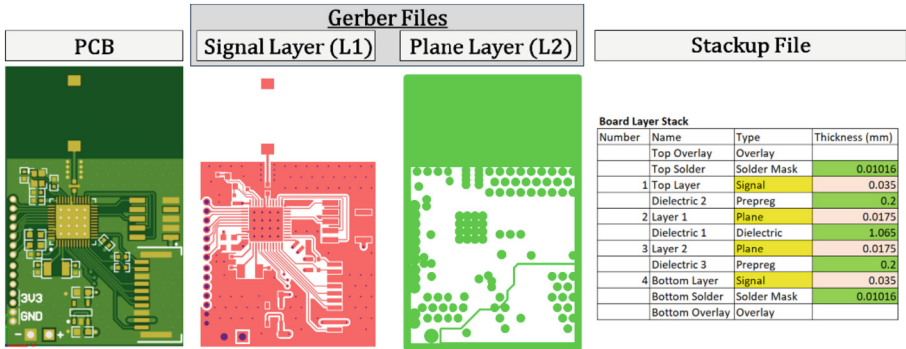 Gerber Files
PCB
Signal Layer (L1)
Plane Layer (L2)
Stackup File
3V3
GND
- +
Board Layer Stack
Number Name Type Thickness (mm)
Top Overlay Overlay
Top Solder Solder Mask 0.01016
1 Top Layer Signal 0.035
Dielectric 2 Prepreg 0.2
2 Layer 1 Plane 0.0175
Dielectric 1 Dielectric 1.065
3 Layer 2 Plane 0.0175
Dielectric 3 Prepreg 0.2
4 Bottom Layer Signal 0.035
Bottom Solder Solder Mask 0.01016
Bottom Overlay Overlay